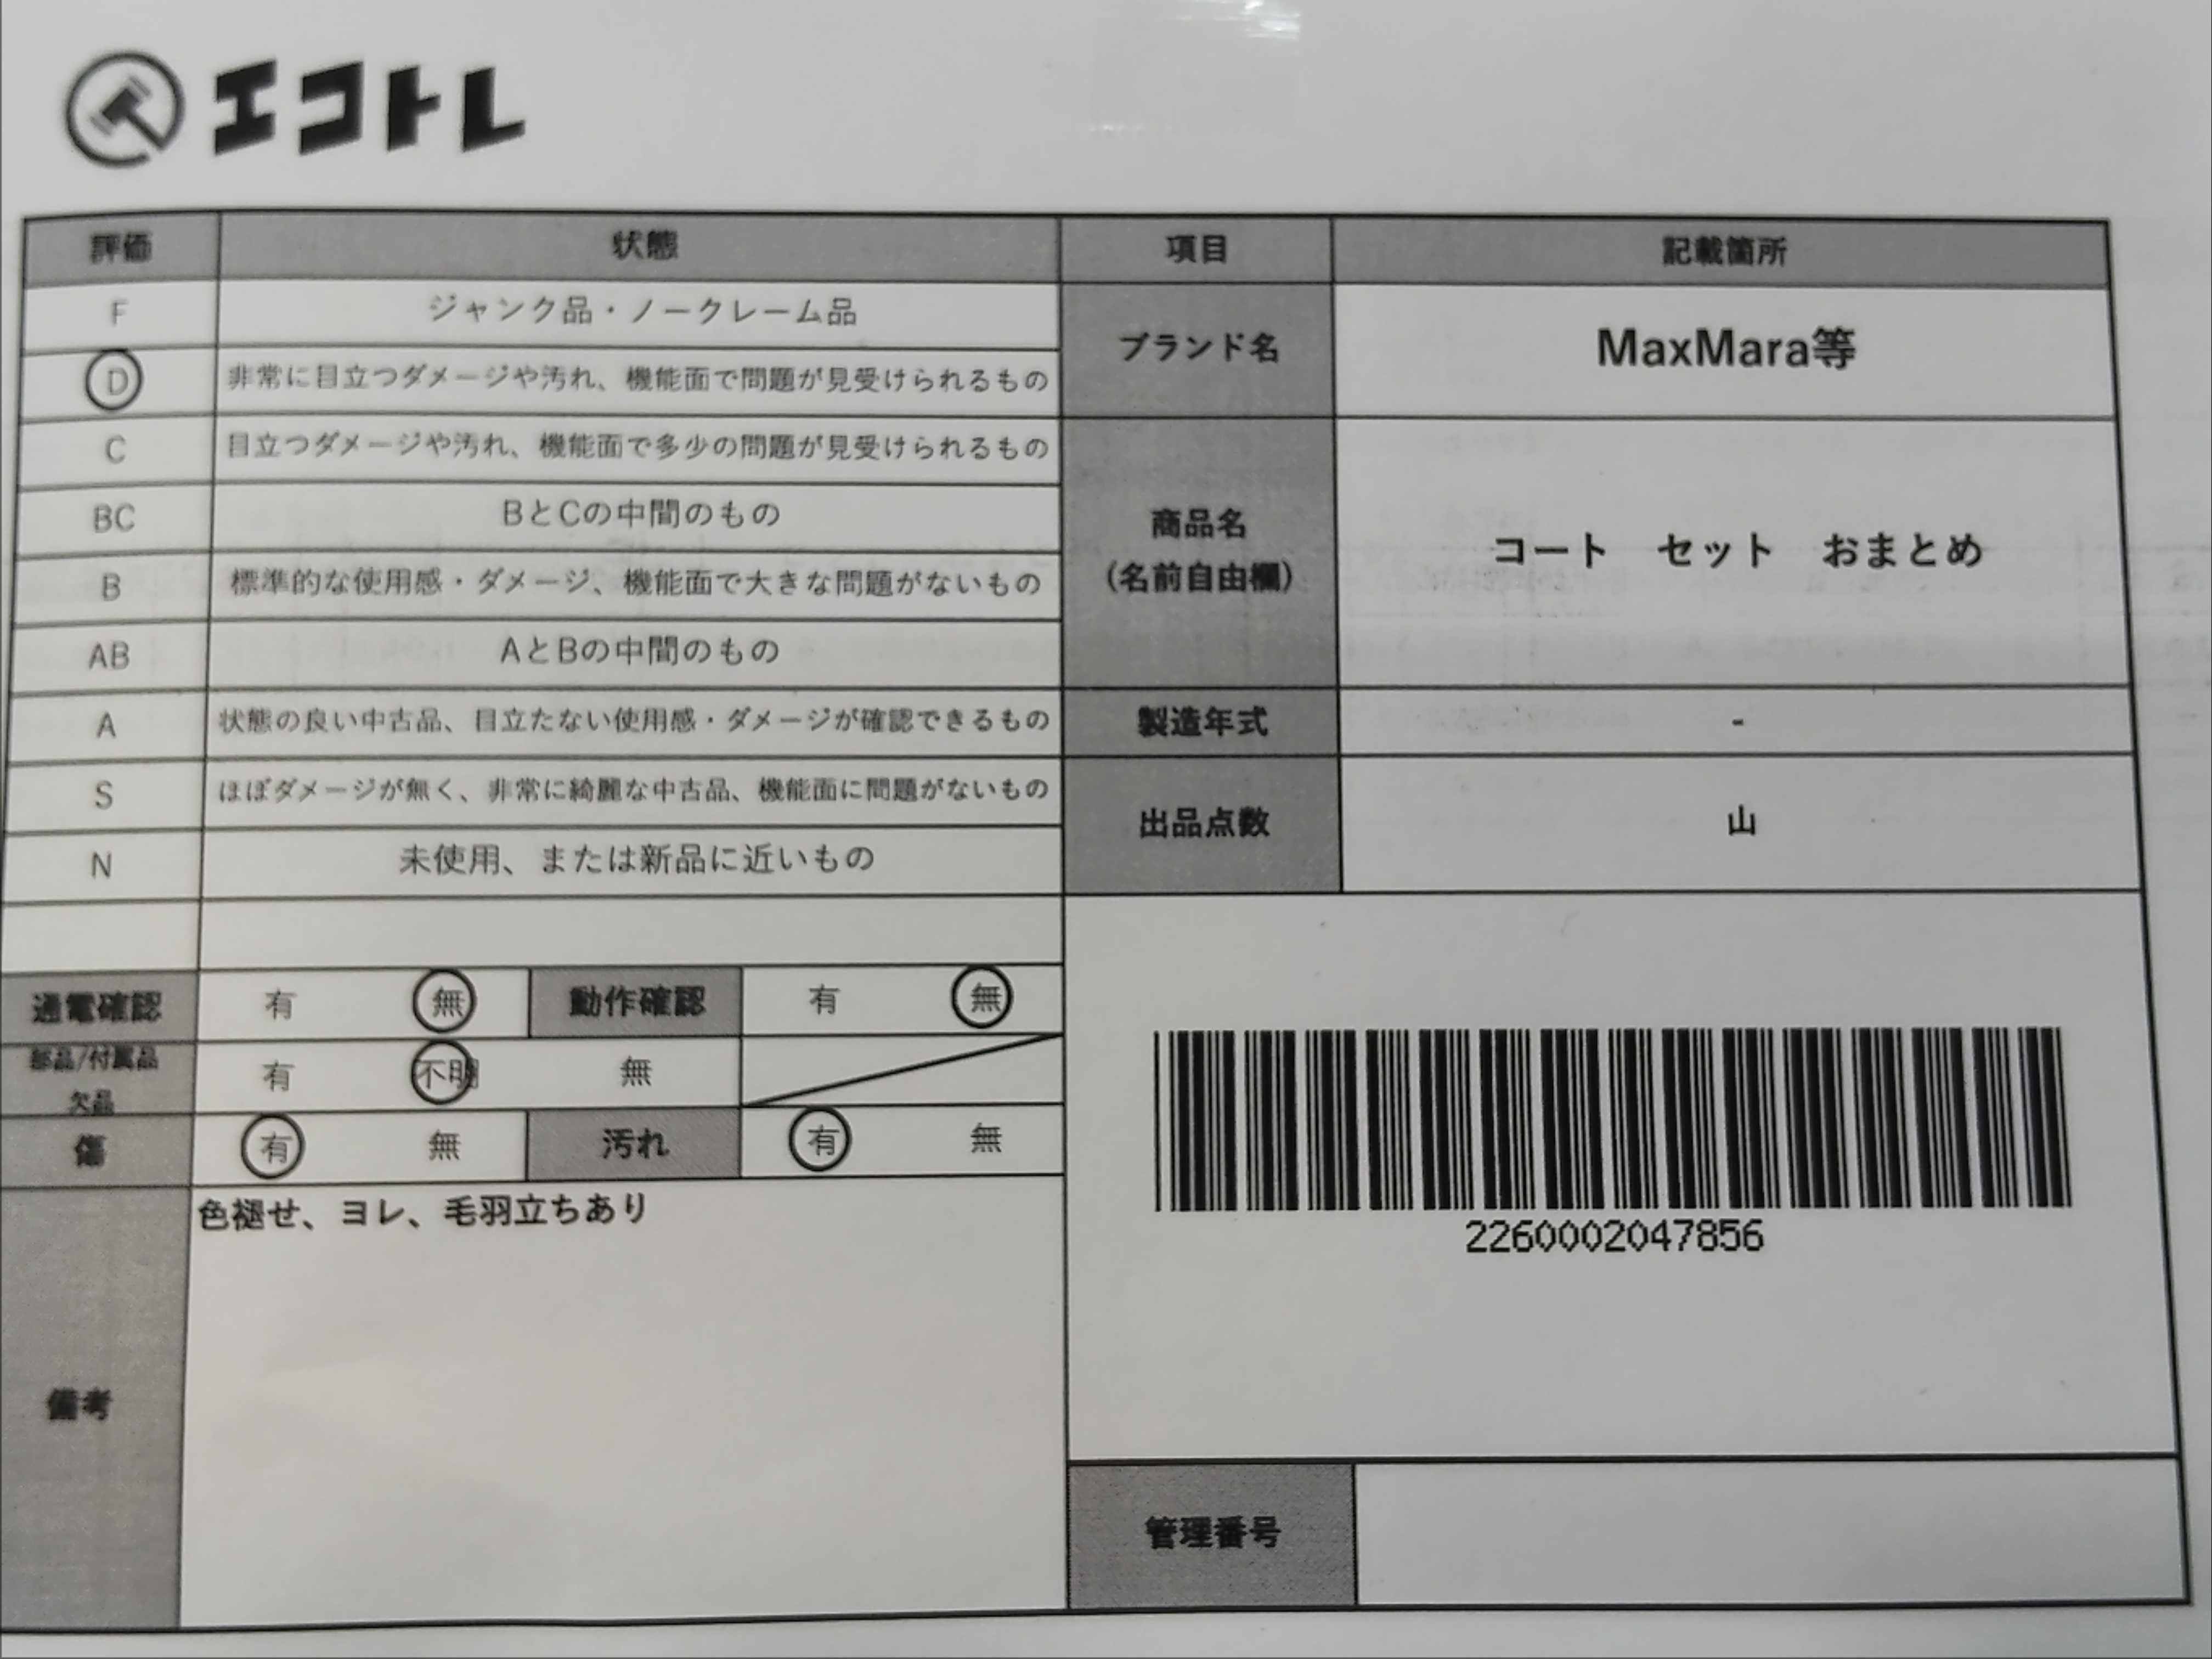 エコトレ
評価 状態 項目 記載箇所
F ジャンク品・ノークレーム品
ブランド名 MaxMara等
D 非常に目立つダメージや汚れ、機能面で問題が見受けられるもの
C 目立つダメージや汚れ、機能面で多少の問題が見受けられるもの
BC BとCの中間のもの
商品名
(名前自由欄)
コート セット おまとめ
B 標準的な使用感・ダメージ、機能面で大きな問題がないもの
AB AとBの中間のもの
A 状態の良い中古品、目立たない使用感・ダメージが確認できるもの
製造年式 -
S ほぼダメージが無く、非常に綺麗な中古品、機能面に問題がないもの
出品点数 山
N 未使用、または新品に近いもの
通電確認 有 無 動作確認 有 無
部品/付属品
欠品
有 不明 無
傷 有 無 汚れ 有 無
備考
色褪せ、ヨレ、毛羽立ちあり
2260002047856
管理番号